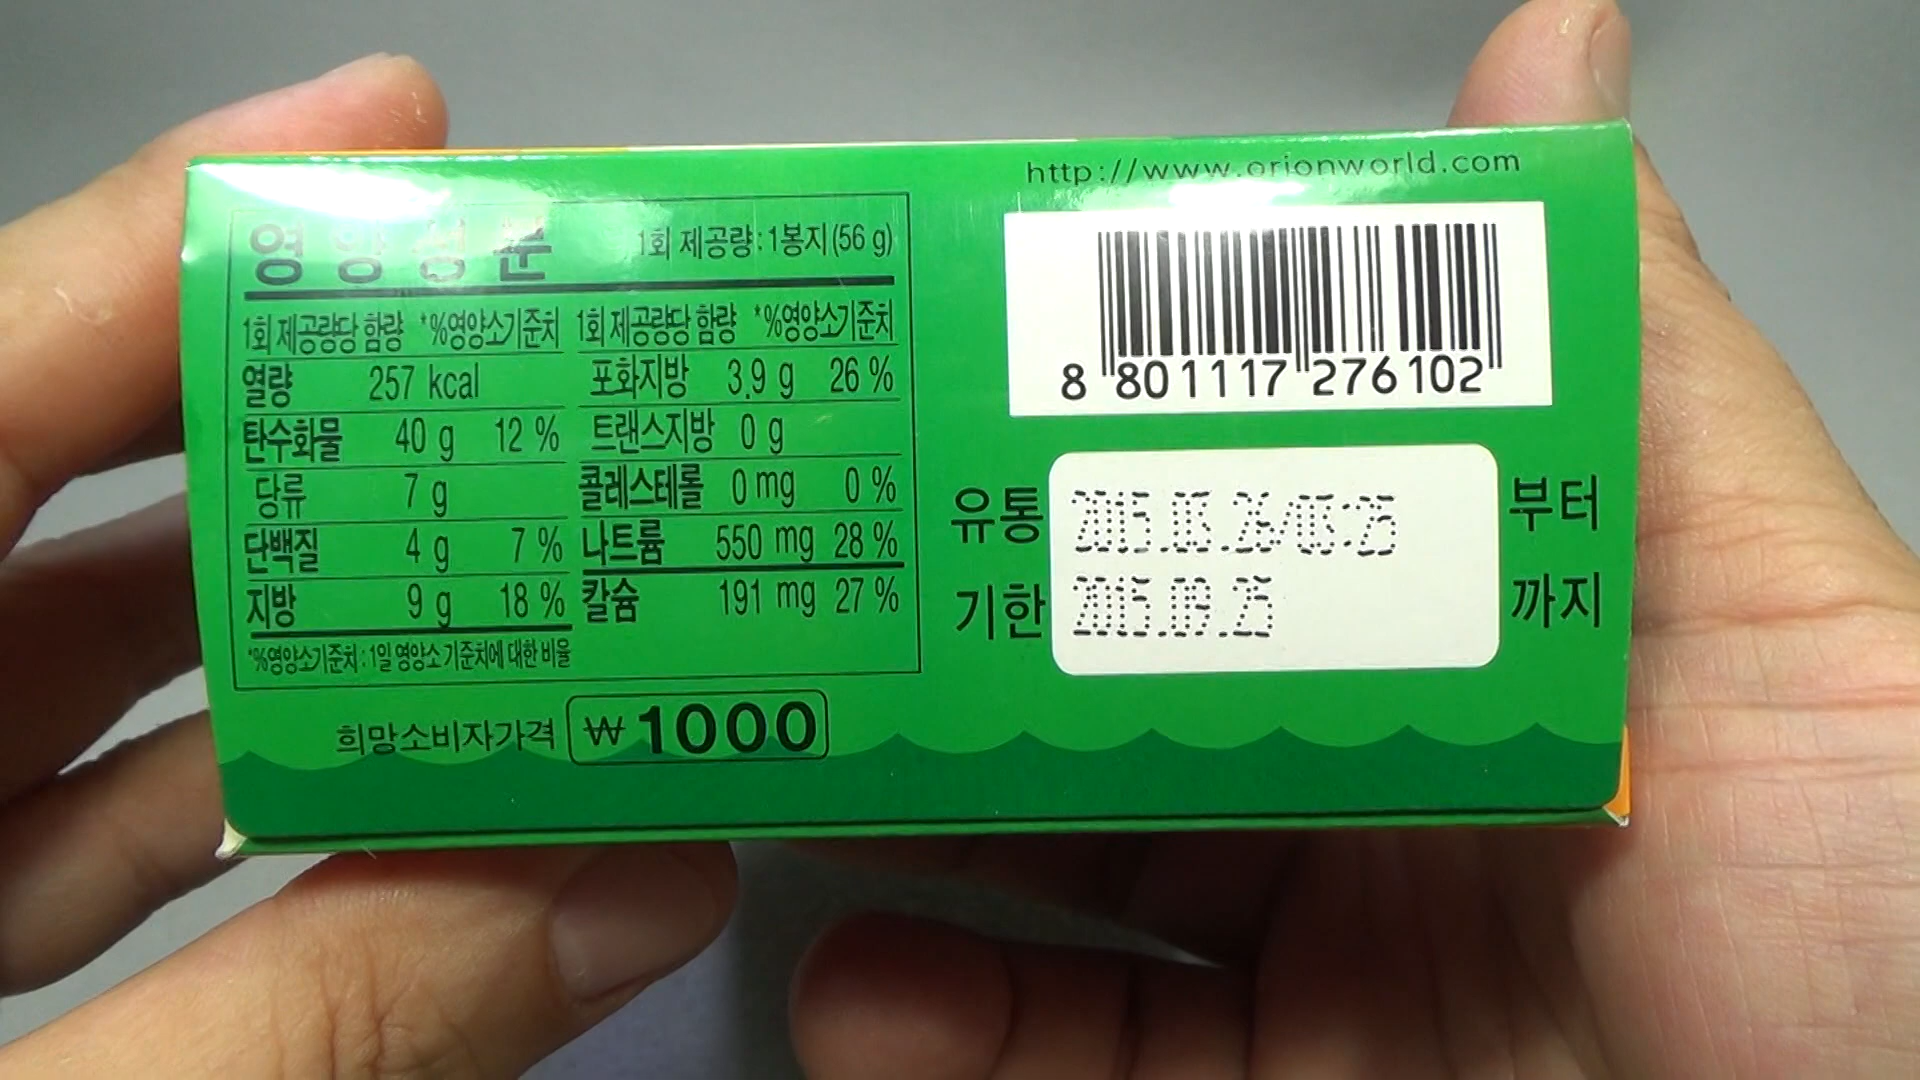 영양성분 1회 제공량 : 1봉지 (56 g)
1회 제공량당 함량 *%영양소기준치
열량 257 kcal
탄수화물 40 g 12 %
당류 7 g
단백질 4 g 7 %
지방 9 g 18 %
*%영양소기준치 : 1일 영양소 기준치에 대한 비율
1회 제공량당 함량 *%영양소기준치
포화지방 3.9 g 26 %
트랜스지방 0 g
콜레스테롤 0 mg 0 %
나트륨 550 mg 28 %
칼슘 191 mg 27 %
희망소비자가격 ₩1000
http://www.orionworld.com
8 801117 276102
유통 2015.03.26/03:25 부터
기한 2015.09.25 까지